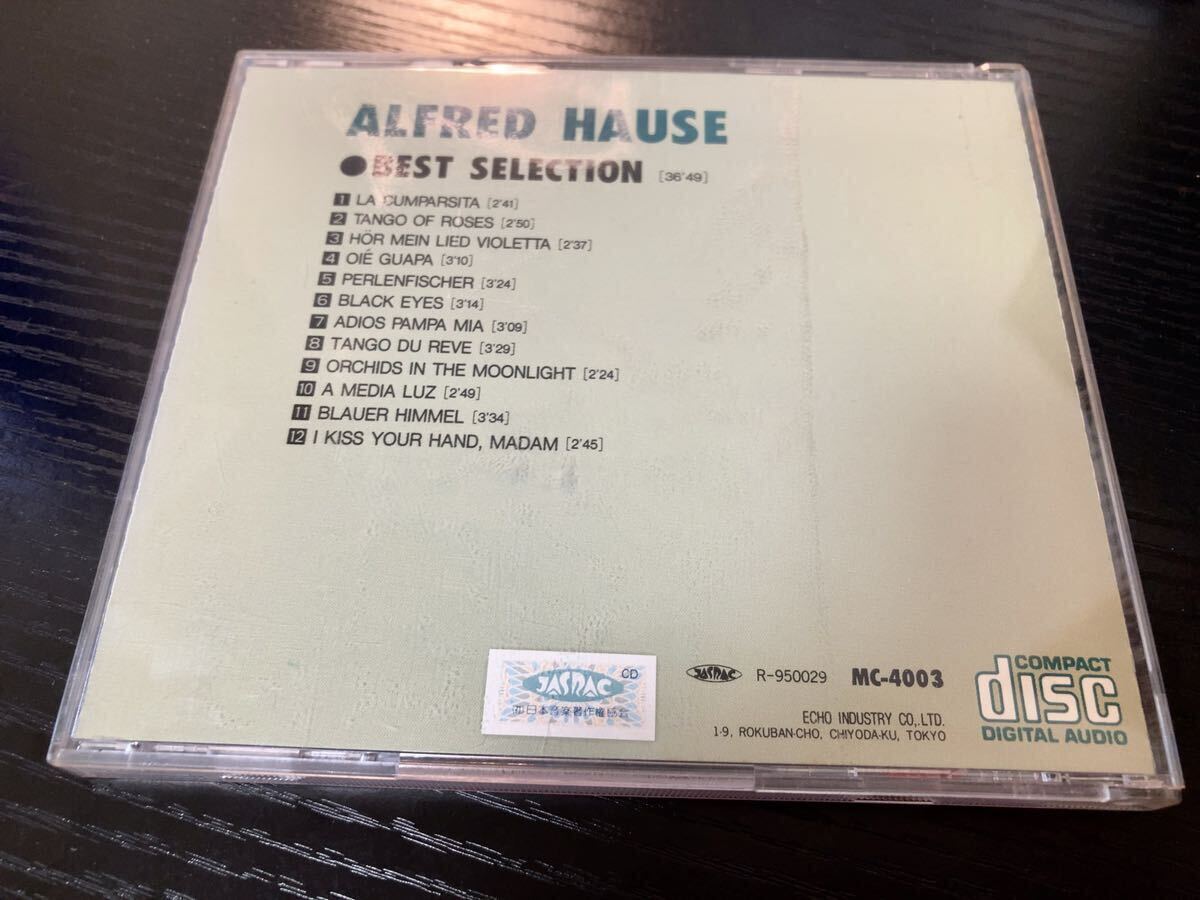 ALFRED HAUSE
●BEST SELECTION [36'49]
1 LA CUMPARSITA [2'41]
2 TANGO OF ROSES [2'50]
3 HÖR MEIN LIED VIOLETTA [2'37]
4 OIÉ GUAPA [3'10]
5 PERLENFISCHER [3'24]
6 BLACK EYES [3'14]
7 ADIOS PAMPA MIA [3'09]
8 TANGO DU REVE [3'29]
9 ORCHIDS IN THE MOONLIGHT [2'24]
10 A MEDIA LUZ [2'49]
11 BLAUER HIMMEL [3'34]
12 I KISS YOUR HAND, MADAM [2'45]
CD
JASRAC
㈳日本音楽著作権協会
JASRAC R-950029 MC-4003
ECHO INDUSTRY CO,.LTD.
1-9, ROKUBAN-CHO, CHIYODA-KU, TOKYO
COMPACT
disc
DIGITAL AUDIO